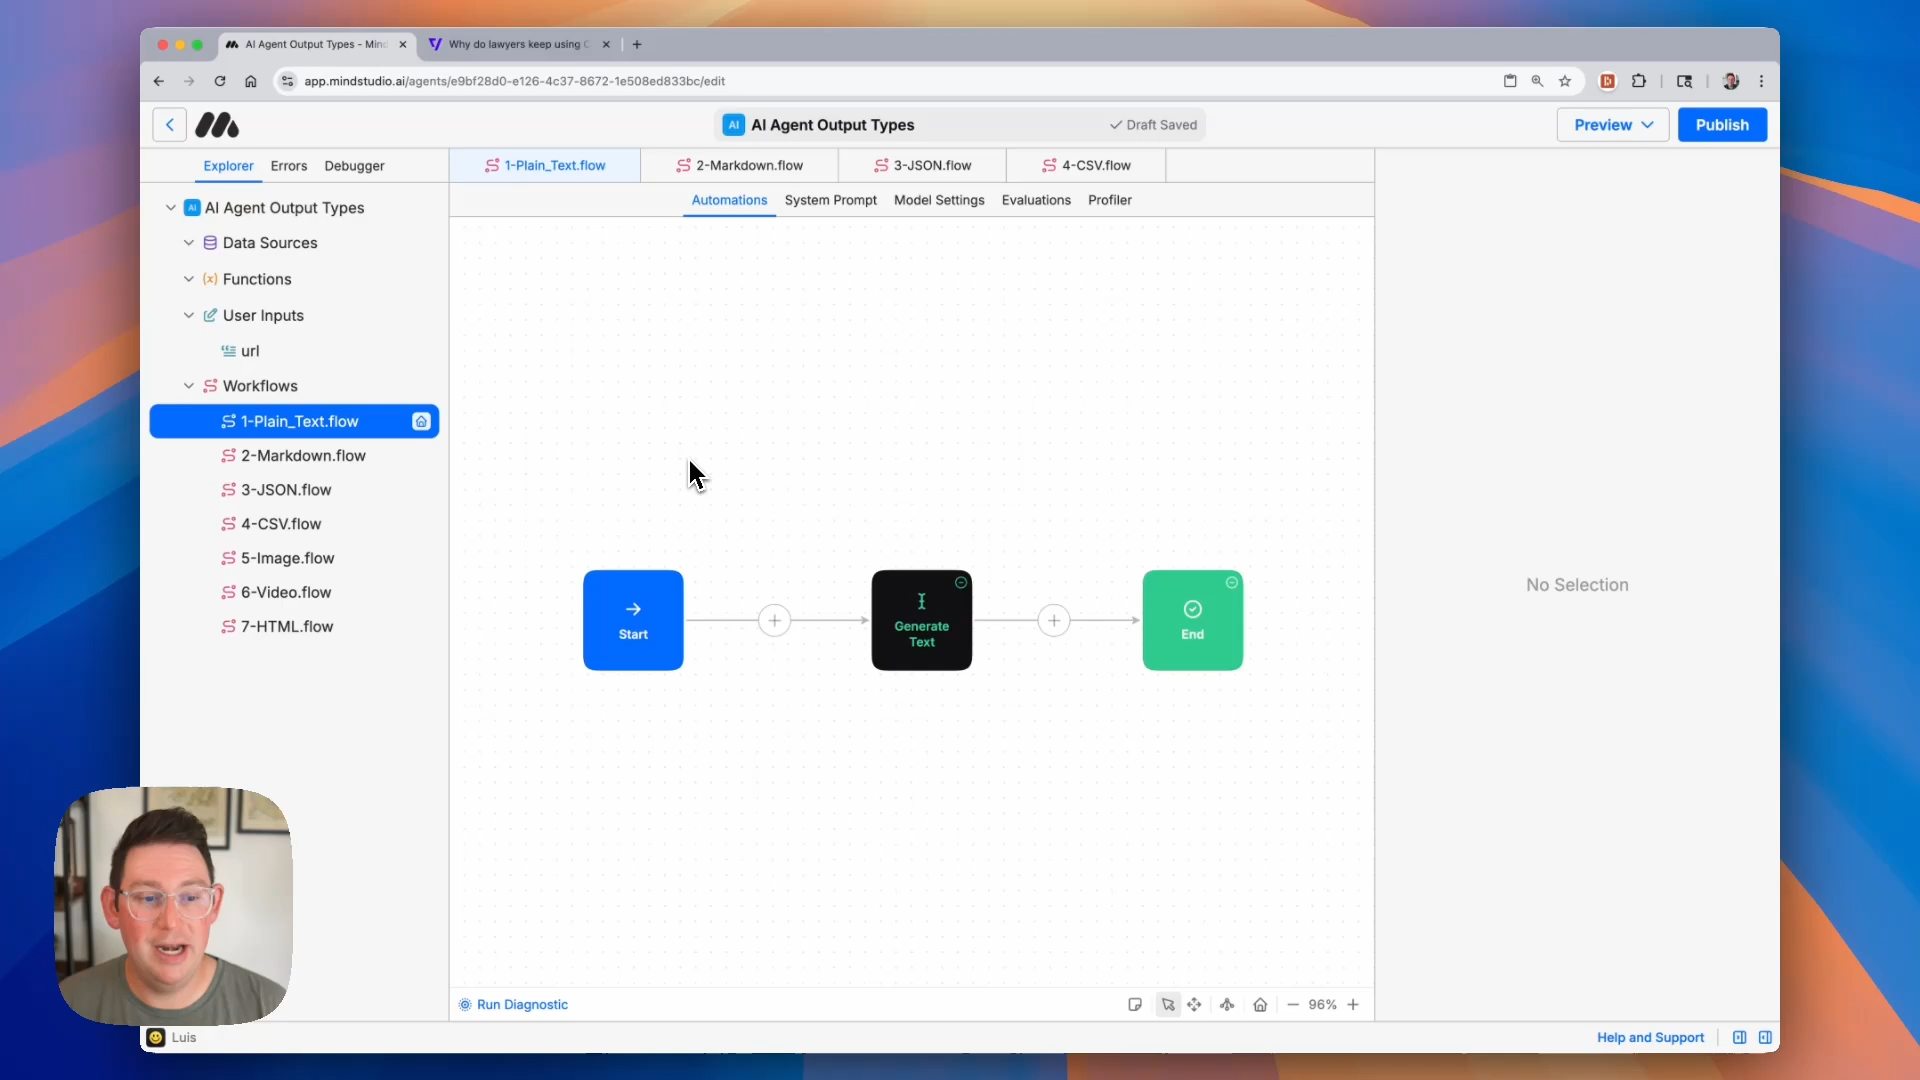 AI Agent Output Types - Mind
Why do lawyers keep using C
app.mindstudio.ai/agents/e9bf28d0-e126-4c37-8672-1e508ed833bc/edit
AI
AI Agent Output Types
Draft Saved
Preview
Publish
Explorer
Errors
Debugger
1-Plain_Text.flow
2-Markdown.flow
3-JSON.flow
4-CSV.flow
Automations
System Prompt
Model Settings
Evaluations
Profiler
AI
AI Agent Output Types
Data Sources
(x)
Functions
User Inputs
url
Workflows
1-Plain_Text.flow
2-Markdown.flow
3-JSON.flow
4-CSV.flow
5-Image.flow
6-Video.flow
7-HTML.flow
Start
Generate
Text
End
No Selection
Run Diagnostic
96%
Luis
Help and Support